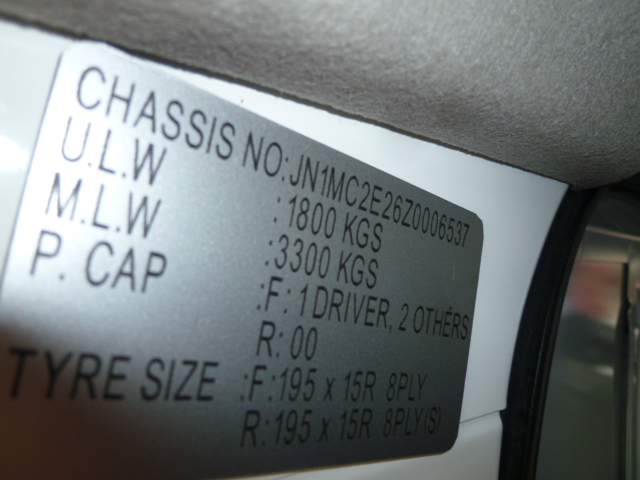 CHASSIS NO:JN1MC2E26Z0006537
U.L.W :1800 KGS
M.L.W :3300 KGS
P. CAP :F: 1 DRIVER, 2 OTHERS
R: 00
TYRE SIZE :F:195 x 15R 8PLY
R:195 x 15R 8PLY(S)